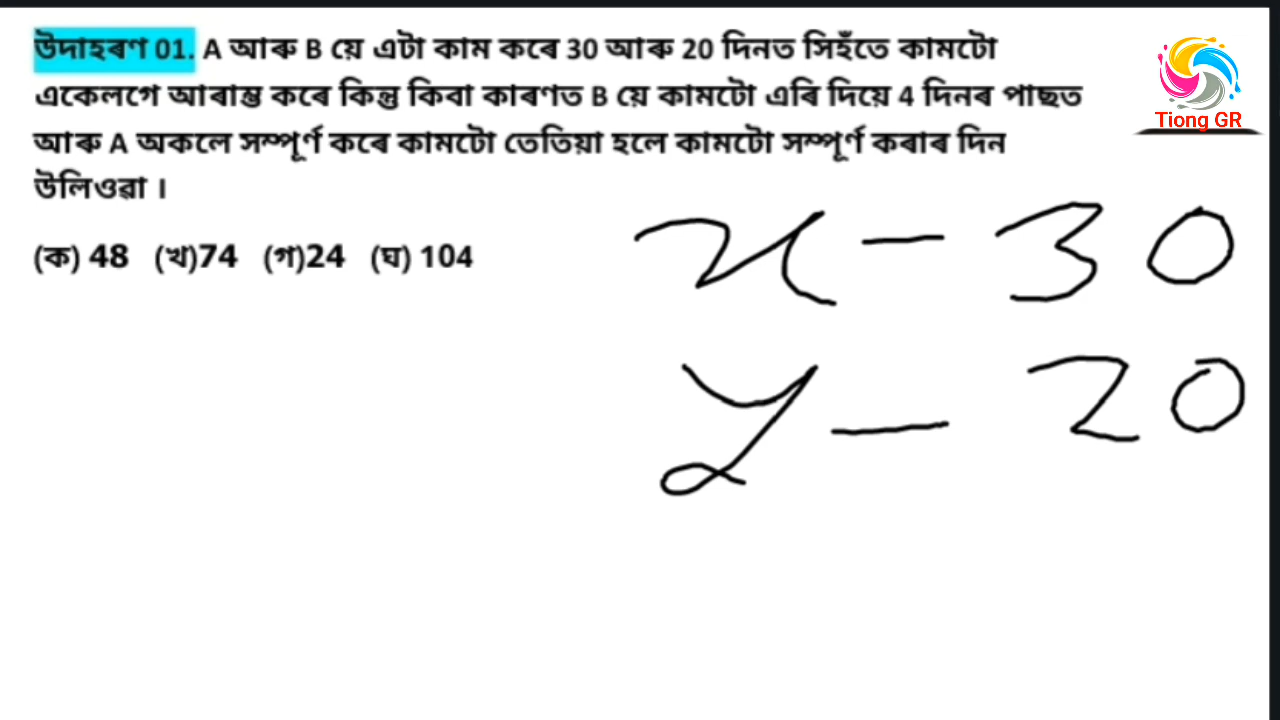 উদাহৰণ 01. A আৰু B য়ে এটা কাম কৰে 30 আৰু 20 দিনত সিহঁতে কামটো
একেলগে আৰাম্ভ কৰে কিন্তু কিবা কাৰণত B য়ে কামটো এৰি দিয়ে 4 দিনৰ পাছত
আৰু A অকলে সম্পূৰ্ণ কৰে কামটো তেতিয়া হলে কামটো সম্পূৰ্ণ কৰাৰ দিন
উলিওৱা ।
(ক) 48 (খ)74 (গ)24 (ঘ) 104
x - 30
y - 20
Tiong GR